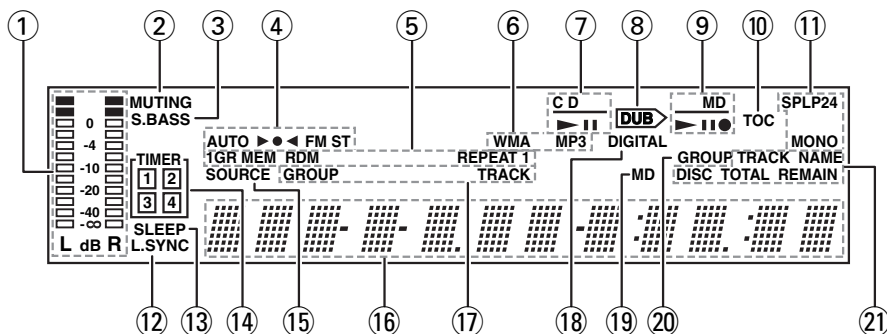 1 2 3 4 5 6 7 8 9 10 11
MUTING C D DUB MD SPLP24
S.BASS TOC
0
AUTO FM ST WMA MP3 DIGITAL MONO
-4
TIMER 1GR MEM RDM REPEAT 1 GROUP TRACK NAME
-10 1 2 SOURCE GROUP TRACK MD DISC TOTAL REMAIN
-20 3 4
-40
-∞ SLEEP
L dB R L.SYNC
12 13 14 15 16 17 18 19 20 21